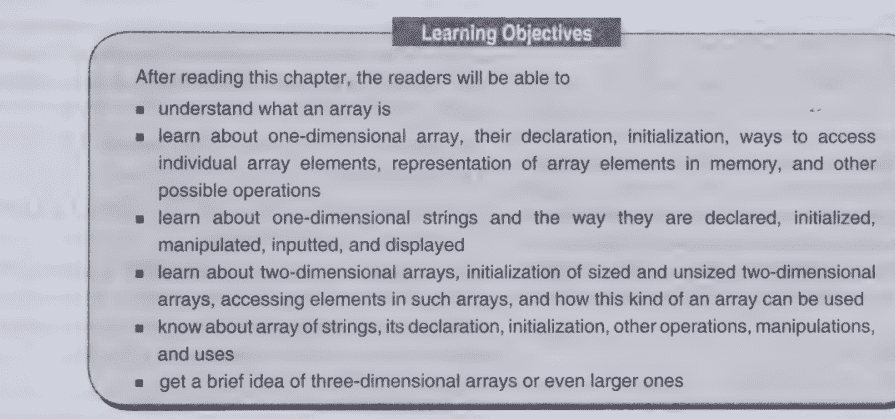 Learning Objectives
After reading this chapter, the readers will be able to
▪ understand what an array is
▪ learn about one-dimensional array, their declaration, initialization, ways to access
individual array elements, representation of array elements in memory, and other
possible operations
▪ learn about one-dimensional strings and the way they are declared, initialized,
manipulated, inputted, and displayed
▪ learn about two-dimensional arrays, initialization of sized and unsized two-dimensional
arrays, accessing elements in such arrays, and how this kind of an array can be used
▪ know about array of strings, its declaration, initialization, other operations, manipulations,
and uses
▪ get a brief idea of three-dimensional arrays or even larger ones